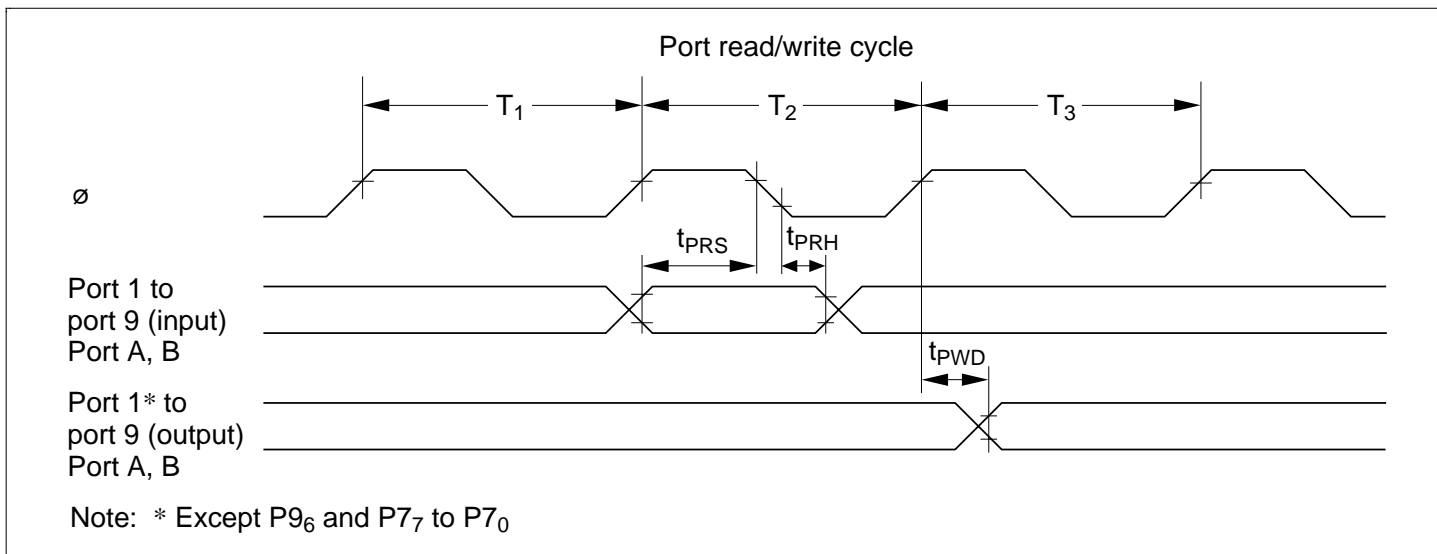 Port read/write cycle
T1 T2 T3
ø
tPRS tPRH
Port 1 to
port 9 (input)
Port A, B
tPWD
Port 1* to
port 9 (output)
Port A, B
Note: * Except P96 and P77 to P70